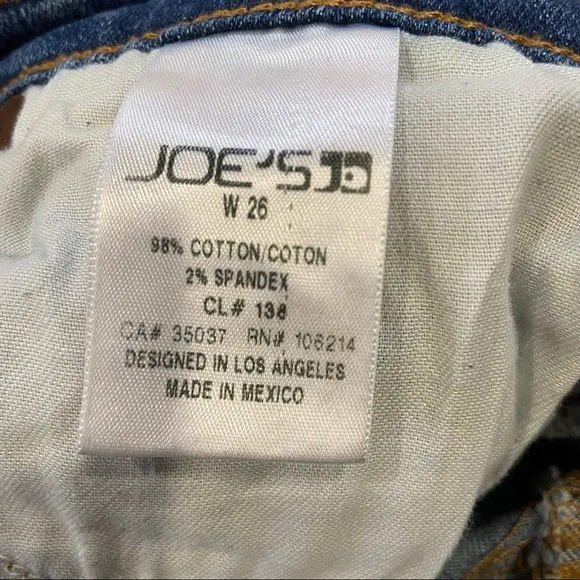 JOE'S
W 26
98% COTTON/COTON
2% SPANDEX
CL# 138
CA# 35037 RN# 106214
DESIGNED IN LOS ANGELES
MADE IN MEXICO